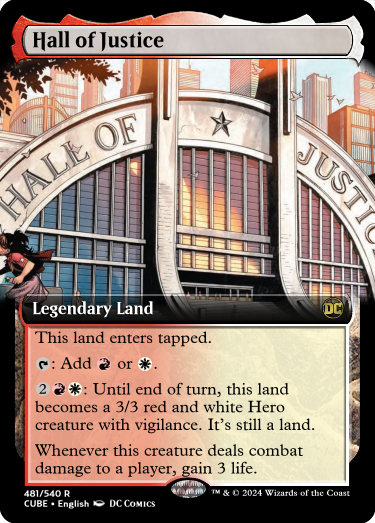 Hall of Justice
HALL OF JUSTIC
Legendary Land
DC
This land enters tapped.
: Add or .
2 : Until end of turn, this land
becomes a 3/3 red and white Hero
creature with vigilance. It's still a land.
Whenever this creature deals combat
damage to a player, gain 3 life.
481/540 R
CUBE • English DC COMICS
™ & © 2024 Wizards of the Coast